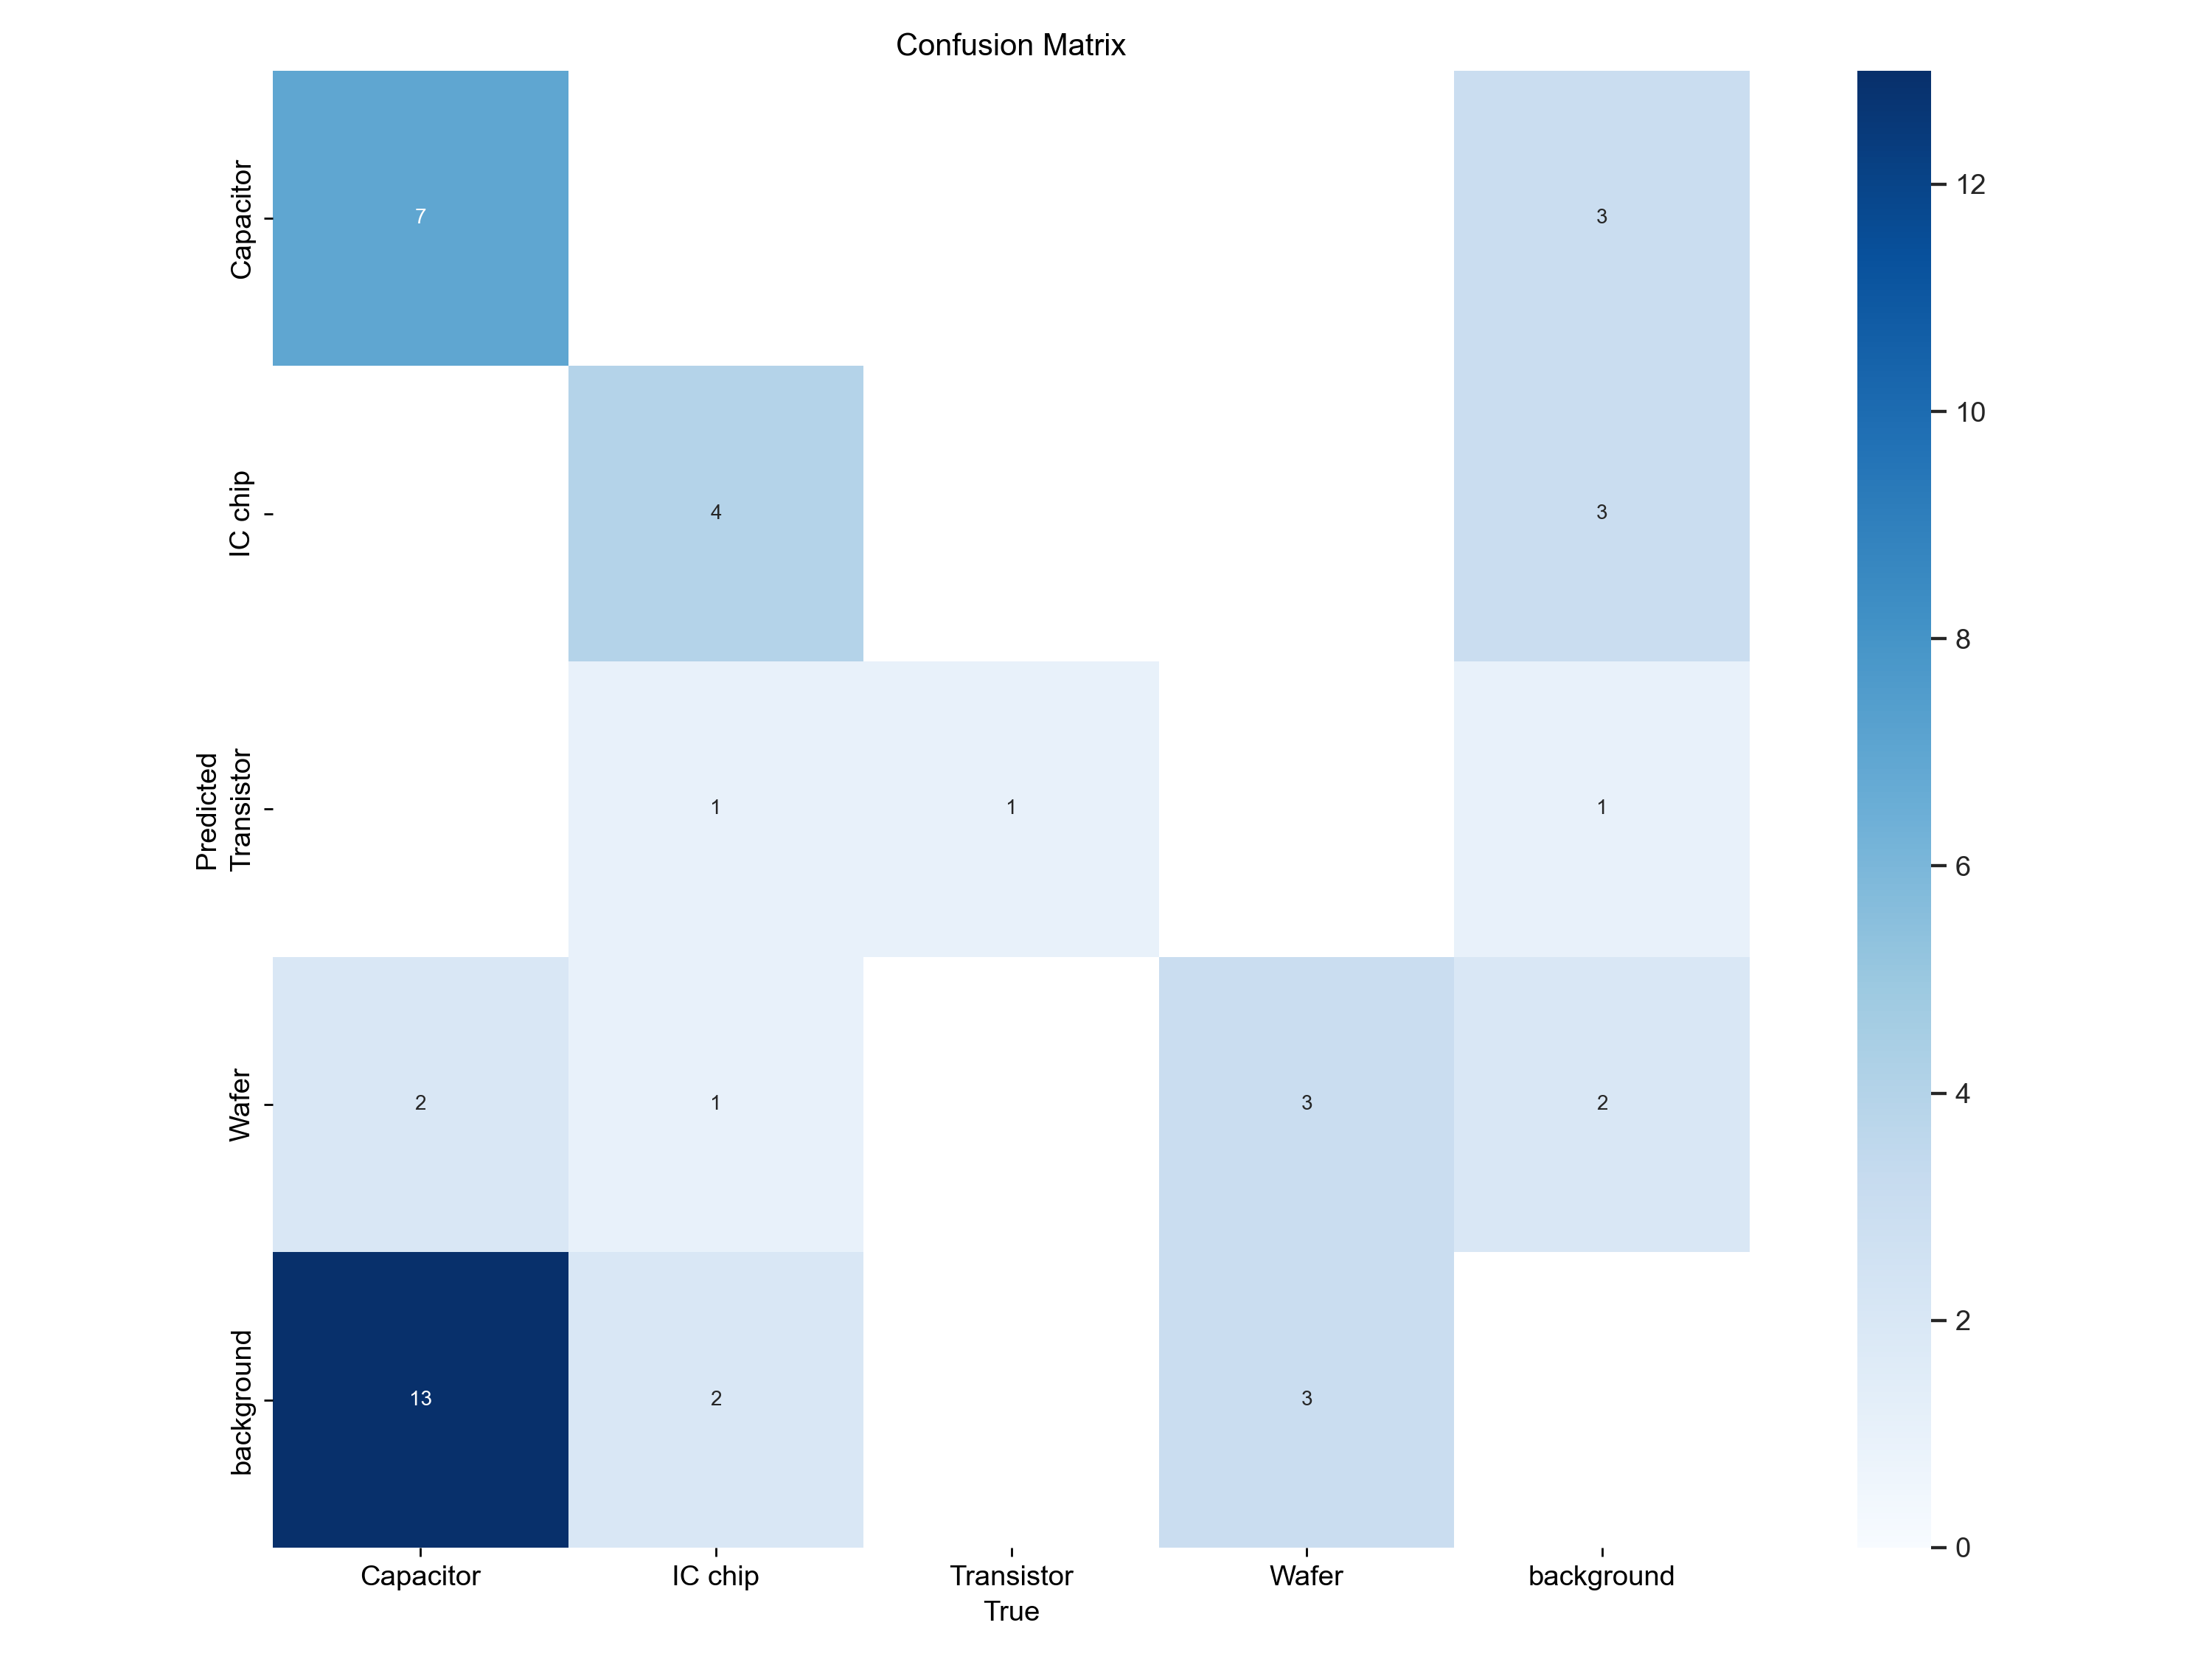 Confusion Matrix
Capacitor
7
3
12
10
IC chip
4
3
8
Predicted
Transistor
1
1
1
6
Wafer
2
1
3
2
4
background
13
2
3
2
0
Capacitor
IC chip
Transistor
Wafer
background
True